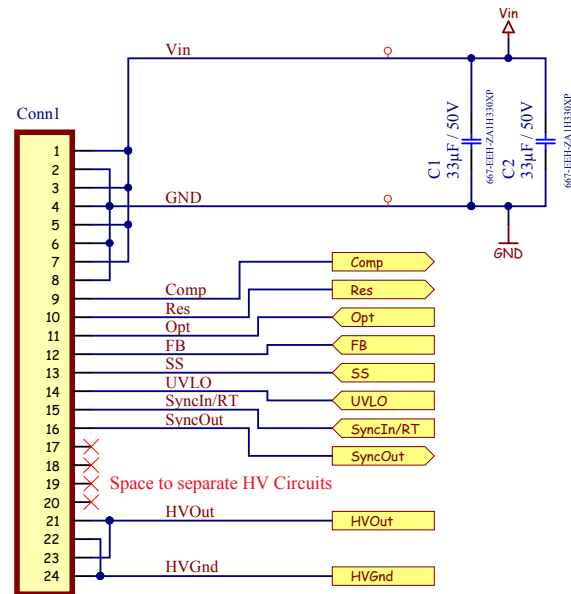 Vin
Vin
Conn1
C1
33µF / 50V
667-EEH-ZA1H330XP
C2
33µF / 50V
667-EEH-ZA1H330XP
1
2
3
4
GND
5
6
7
GND
8
Comp
9
Comp
10
Res
Res
11
Opt
Opt
12
FB
FB
13
SS
SS
14
UVLO
UVLO
15
SyncIn/RT
SyncIn/RT
16
SyncOut
SyncOut
17
18
19
Space to separate HV Circuits
20
21
HVOut
HVOut
22
23
24
HVGnd
HVGnd